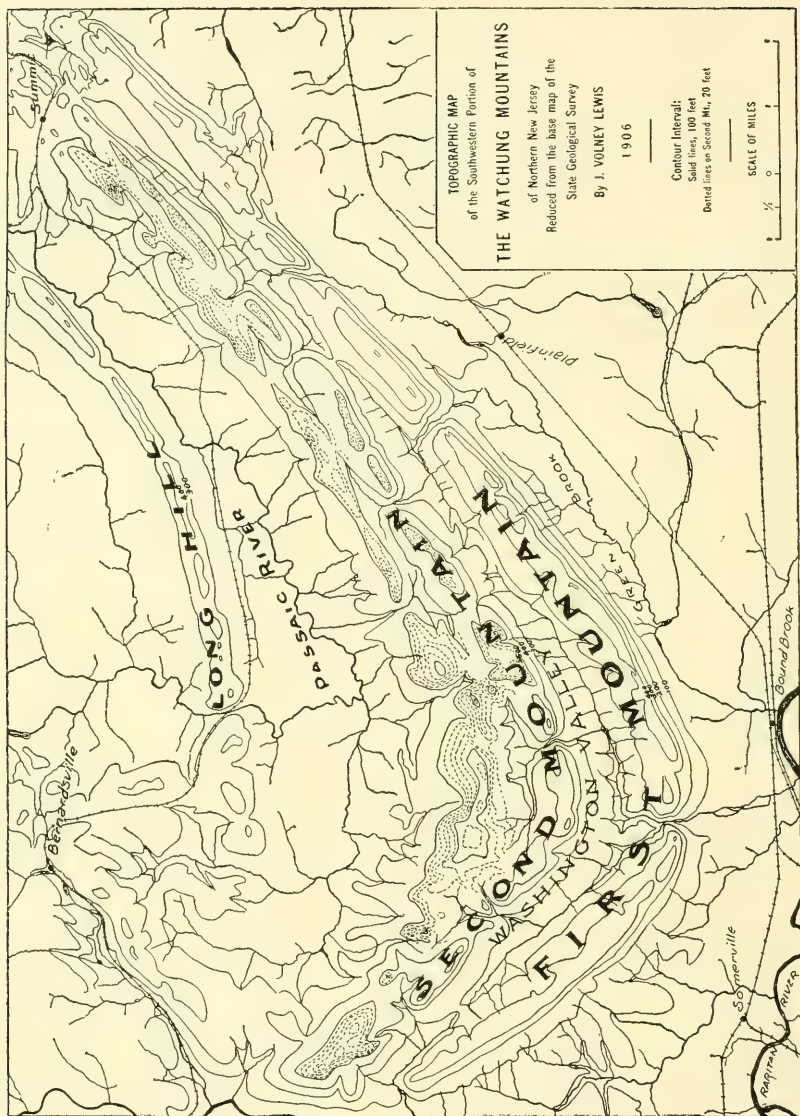 TOPOGRAPHIC MAP
of the Southwestern Portion of
THE WATCHUNG MOUNTAINS
of Northern New Jersey
Reduced from the base map of the
State Geological Survey
By J. VOLNEY LEWIS
1906
Contour Interval:
Solid lines, 100 feet
Dotted lines on Second Mt., 20 feet
SCALE OF MILES
½ 0
Summit
Bernardsville
LONG HILL
400
300
PASSAIC RIVER
Plainfield
SECOND MOUNTAIN
WASHINGTON VALLEY
FIRST MOUNTAIN
GREEN BROOK
Bound Brook
Somerville
RARITAN RIVER